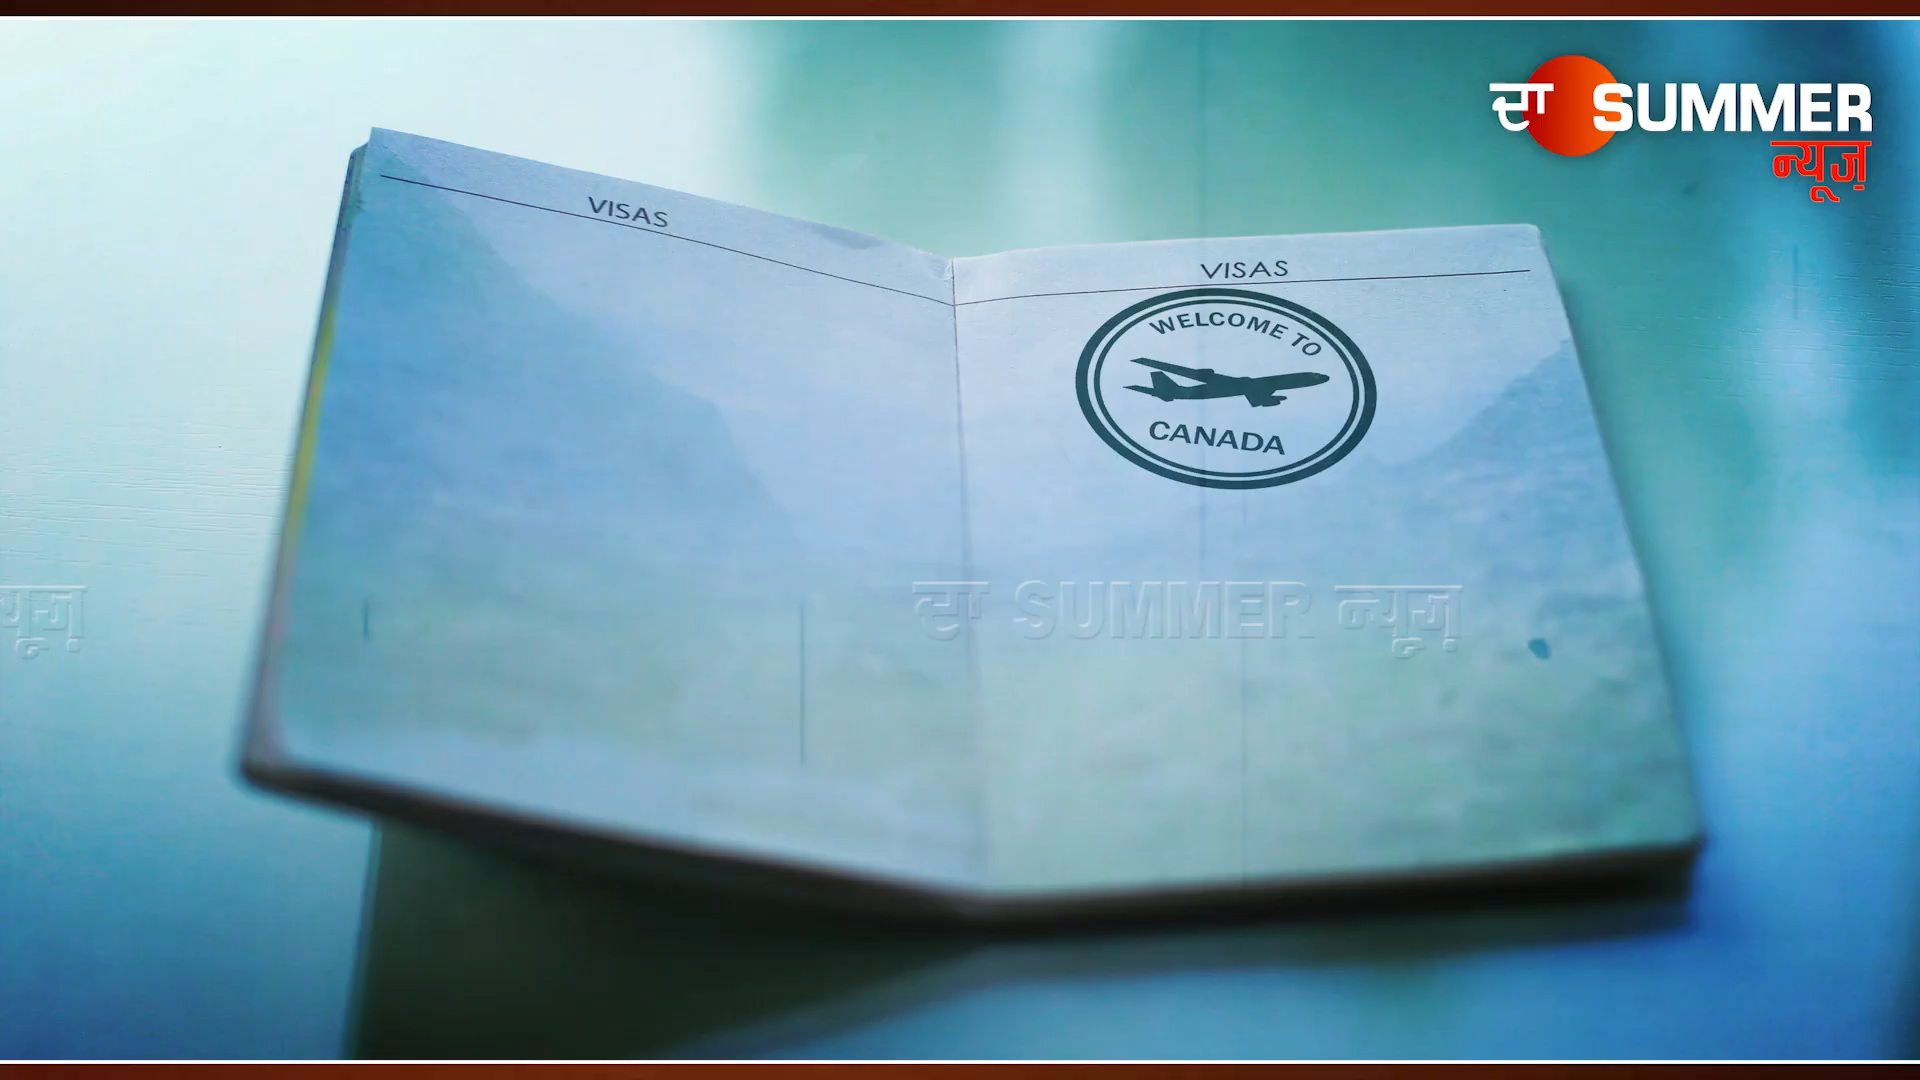 ਦਾ SUMMER
न्यूज़
VISAS
VISAS
WELCOME TO
CANADA
न्यूज़ ਦਾ SUMMER न्यूज़